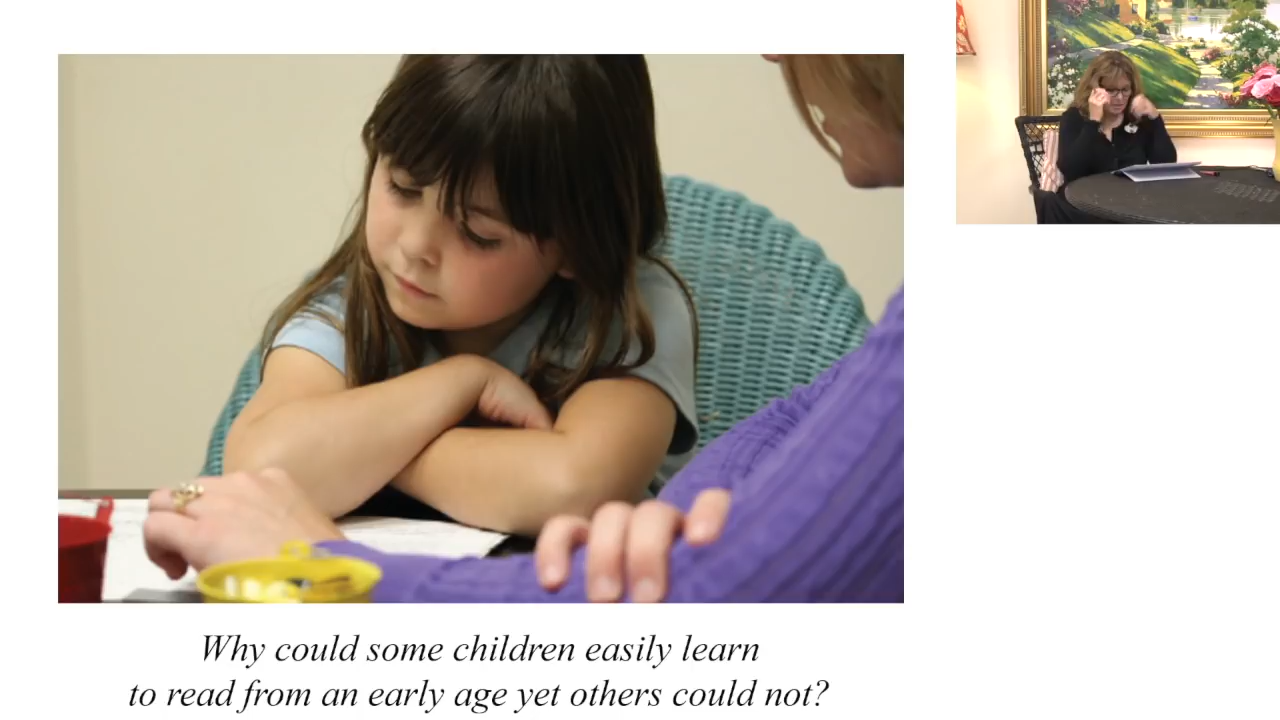 Why could some children easily learn
to read from an early age yet others could not?